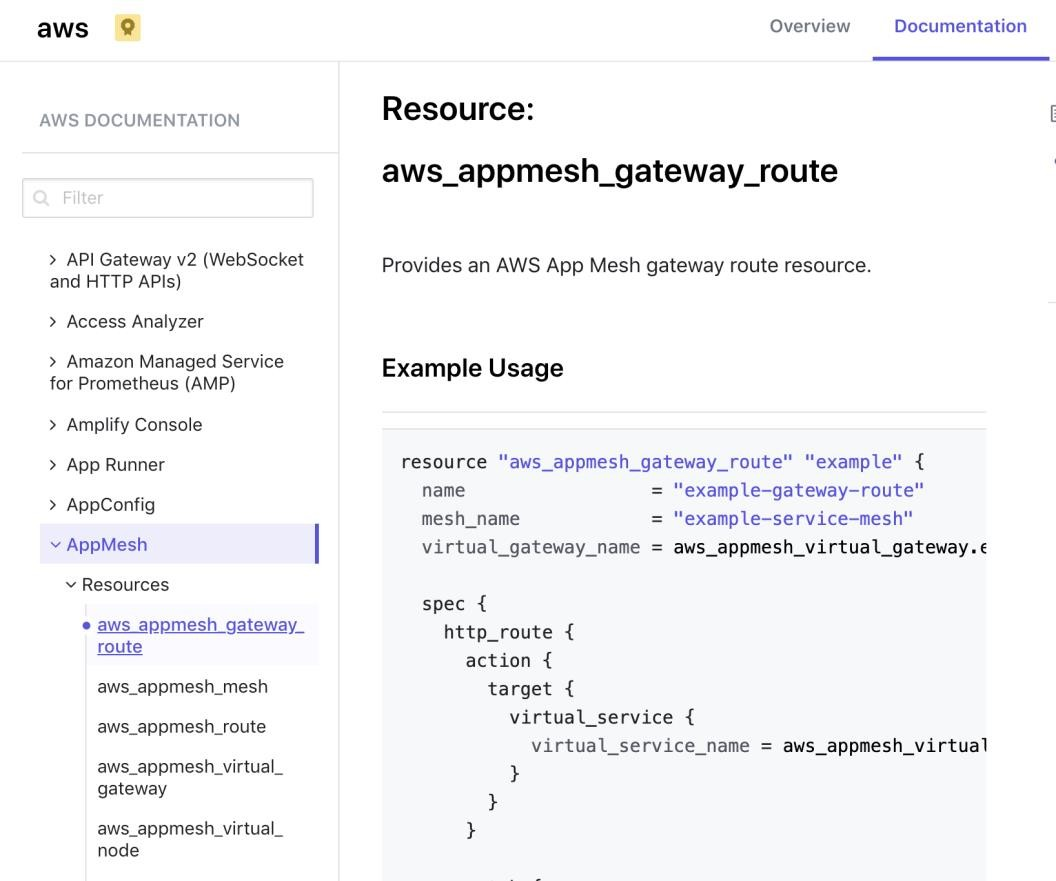 aws
Overview
Documentation
AWS DOCUMENTATION
Filter
API Gateway v2 (WebSocket
and HTTP APIs)
Access Analyzer
Amazon Managed Service
for Prometheus (AMP)
Amplify Console
App Runner
AppConfig
AppMesh
Resources
aws_appmesh_gateway_
route
aws_appmesh_mesh
aws_appmesh_route
aws_appmesh_virtual_
gateway
aws_appmesh_virtual_
node
Resource:
aws_appmesh_gateway_route
Provides an AWS App Mesh gateway route resource.
Example Usage
resource "aws_appmesh_gateway_route" "example" {
name = "example-gateway-route"
mesh_name = "example-service-mesh"
virtual_gateway_name = aws_appmesh_virtual_gateway.e
spec {
http_route {
action {
target {
virtual_service {
virtual_service_name = aws_appmesh_virtual
}
}
}